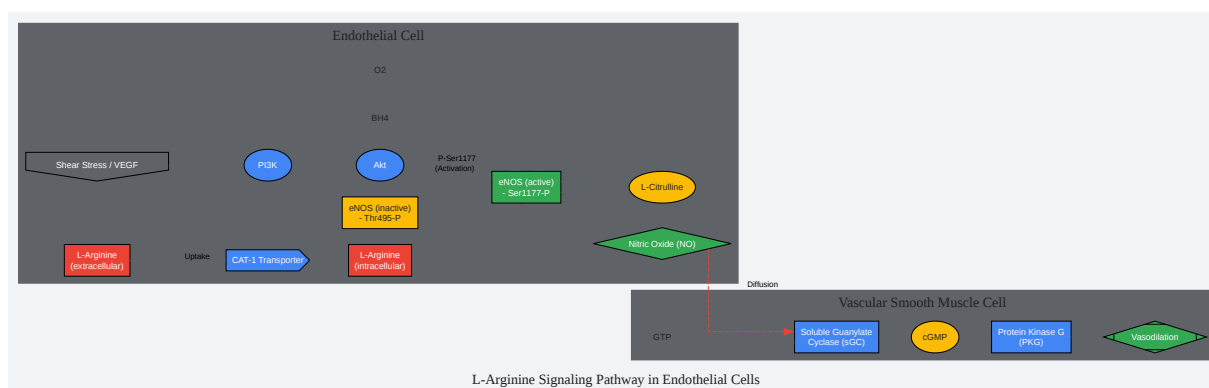 Endothelial Cell
O2
BH4
Shear Stress / VEGF
PI3K
Akt
P-Ser1177
(Activation)
eNOS (active)
- Ser1177-P
L-Citrulline
eNOS (inactive)
- Thr495-P
Nitric Oxide (NO)
L-Arginine
(extracellular)
Uptake
CAT-1 Transporter
L-Arginine
(intracellular)
Diffusion
Vascular Smooth Muscle Cell
GTP
Soluble Guanylate
Cyclase (sGC)
cGMP
Protein Kinase G
(PKG)
Vasodilation
L-Arginine Signaling Pathway in Endothelial Cells